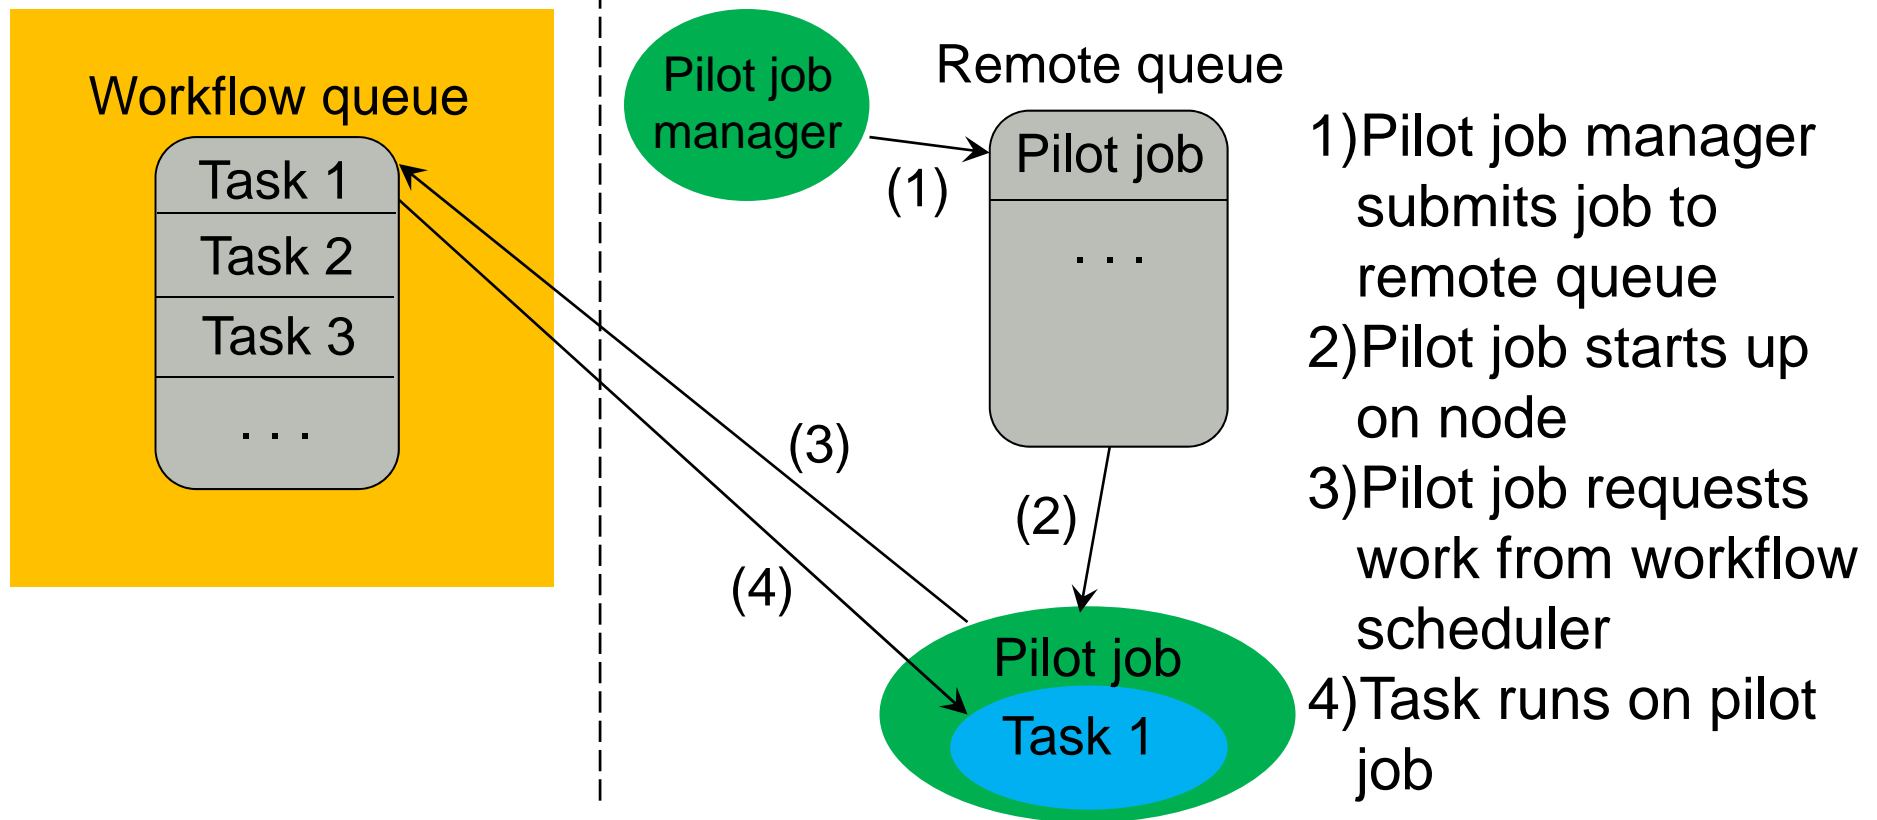 Workflow queue
Task 1
Task 2
Task 3
. . .
Pilot job
manager
(1)
Remote queue
Pilot job
. . .
(2)
(3)
(4)
Pilot job
Task 1
1)Pilot job manager
submits job to
remote queue
2)Pilot job starts up
on node
3)Pilot job requests
work from workflow
scheduler
4)Task runs on pilot
job